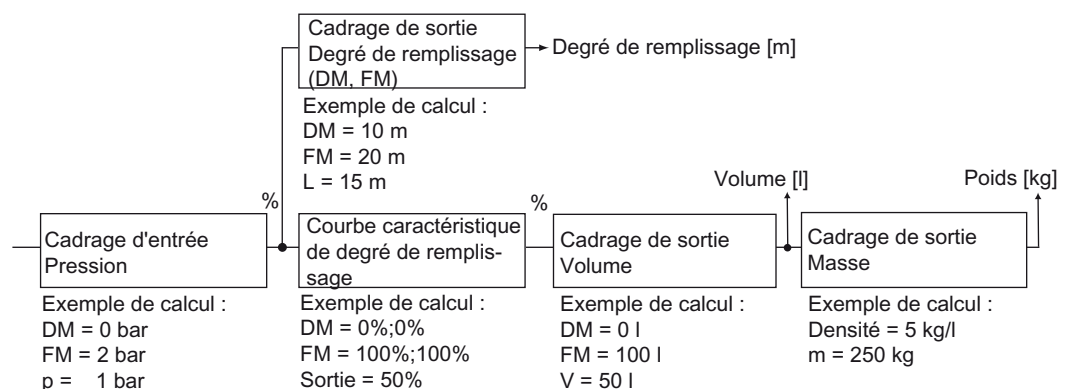 Cadrage de sortie
Degré de remplissage
(DM, FM)
Degré de remplissage [m]
Exemple de calcul :
DM = 10 m
FM = 20 m
L = 15 m
%
%
Volume [l]
Poids [kg]
Cadrage d'entrée
Pression
Courbe caractéristique
de degré de remplis-
sage
Cadrage de sortie
Volume
Cadrage de sortie
Masse
Exemple de calcul :
DM = 0 bar
FM = 2 bar
p = 1 bar
Exemple de calcul :
DM = 0%;0%
FM = 100%;100%
Sortie = 50%
Exemple de calcul :
DM = 0 l
FM = 100 l
V = 50 l
Exemple de calcul :
Densité = 5 kg/l
m = 250 kg